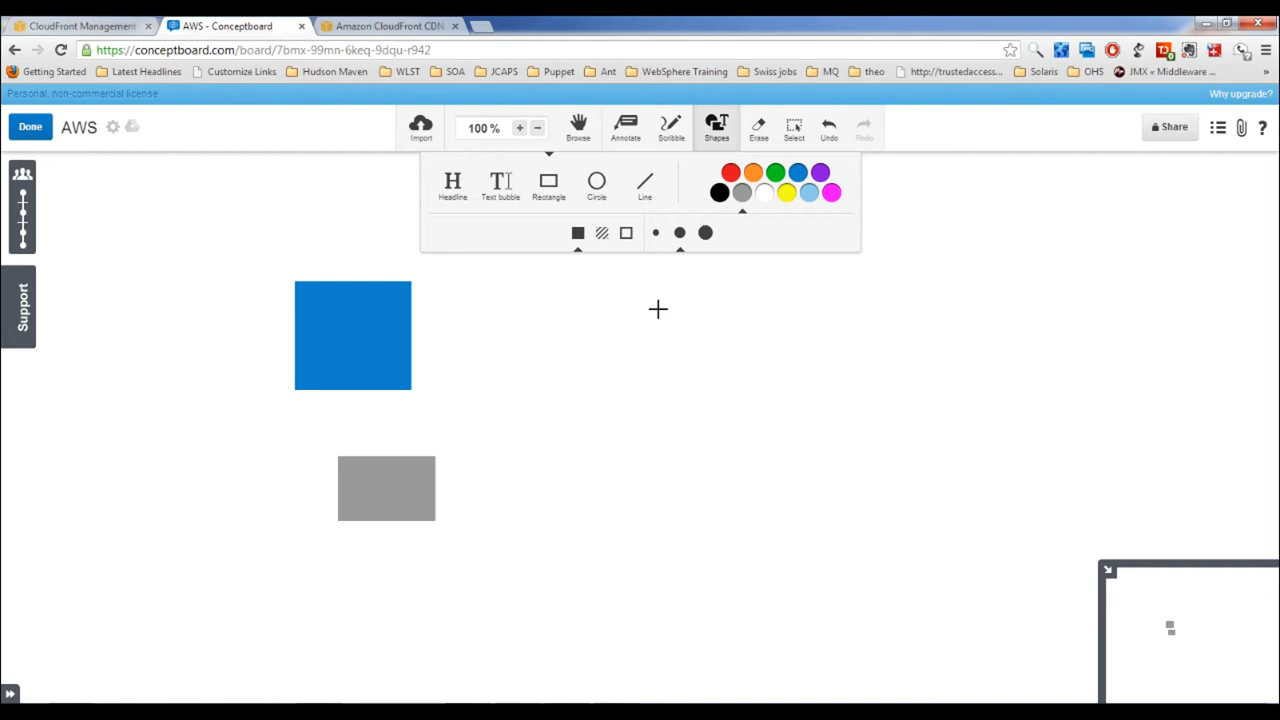 CloudFront Management
AWS - Conceptboard
Amazon CloudFront CDN
https://conceptboard.com/board/7bmx-99mn-6keq-9dqu-r942
Getting Started Latest Headlines Customize Links Hudson Maven WLST SOA JCAPS Puppet Ant WebSphere Training Swiss jobs MQ theo http://trustedaccess... Solaris OHS JMX « Middleware ... »
Personal, non-commercial license Why upgrade?
Done AWS 100 % + − Share ?
Import Browse Annotate Scribble Shapes Erase Select Undo Redo
H T
Headline Text bubble Rectangle Circle Line
Support